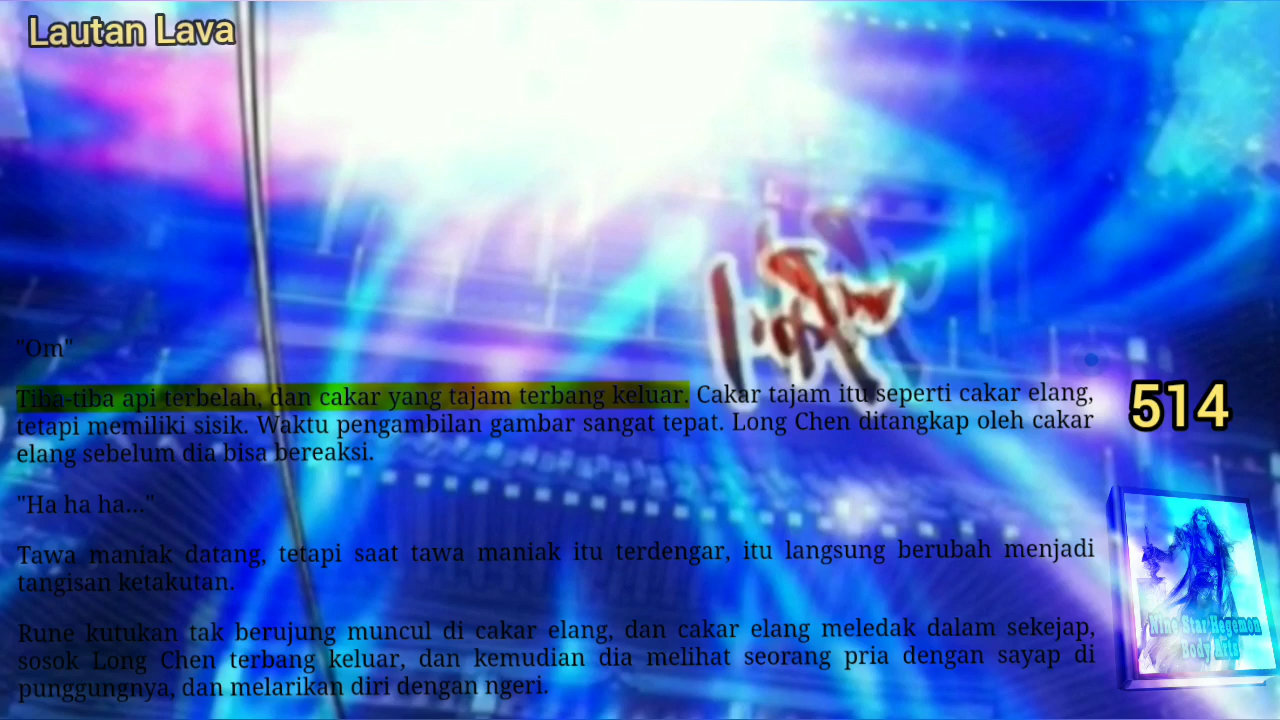 Lautan Lava
"Om"
Tiba-tiba api terbelah, dan cakar yang tajam terbang keluar. Cakar tajam itu seperti cakar elang,
tetapi memiliki sisik. Waktu pengambilan gambar sangat tepat. Long Chen ditangkap oleh cakar
elang sebelum dia bisa bereaksi.
514
"Ha ha ha..."
Tawa maniak datang, tetapi saat tawa maniak itu terdengar, itu langsung berubah menjadi
tangisan ketakutan.
Rune kutukan tak berujung muncul di cakar elang, dan cakar elang meledak dalam sekejap,
sosok Long Chen terbang keluar, dan kemudian dia melihat seorang pria dengan sayap di
punggungnya, dan melarikan diri dengan ngeri.
Nine Star Hegemon
Body Arts